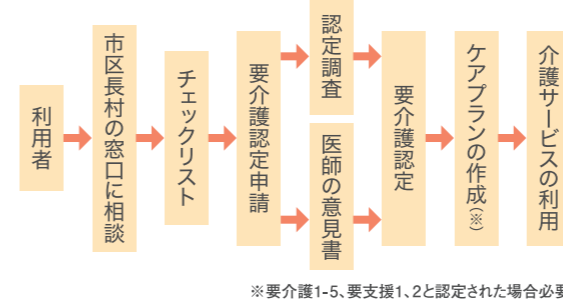 利用者
市区長村の窓口に相談
チェックリスト
要介護認定申請
認定調査
医師の意見書
要介護認定
ケアプランの作成(※)
介護サービスの利用
※要介護1-5、要支援1、2と認定された場合必要